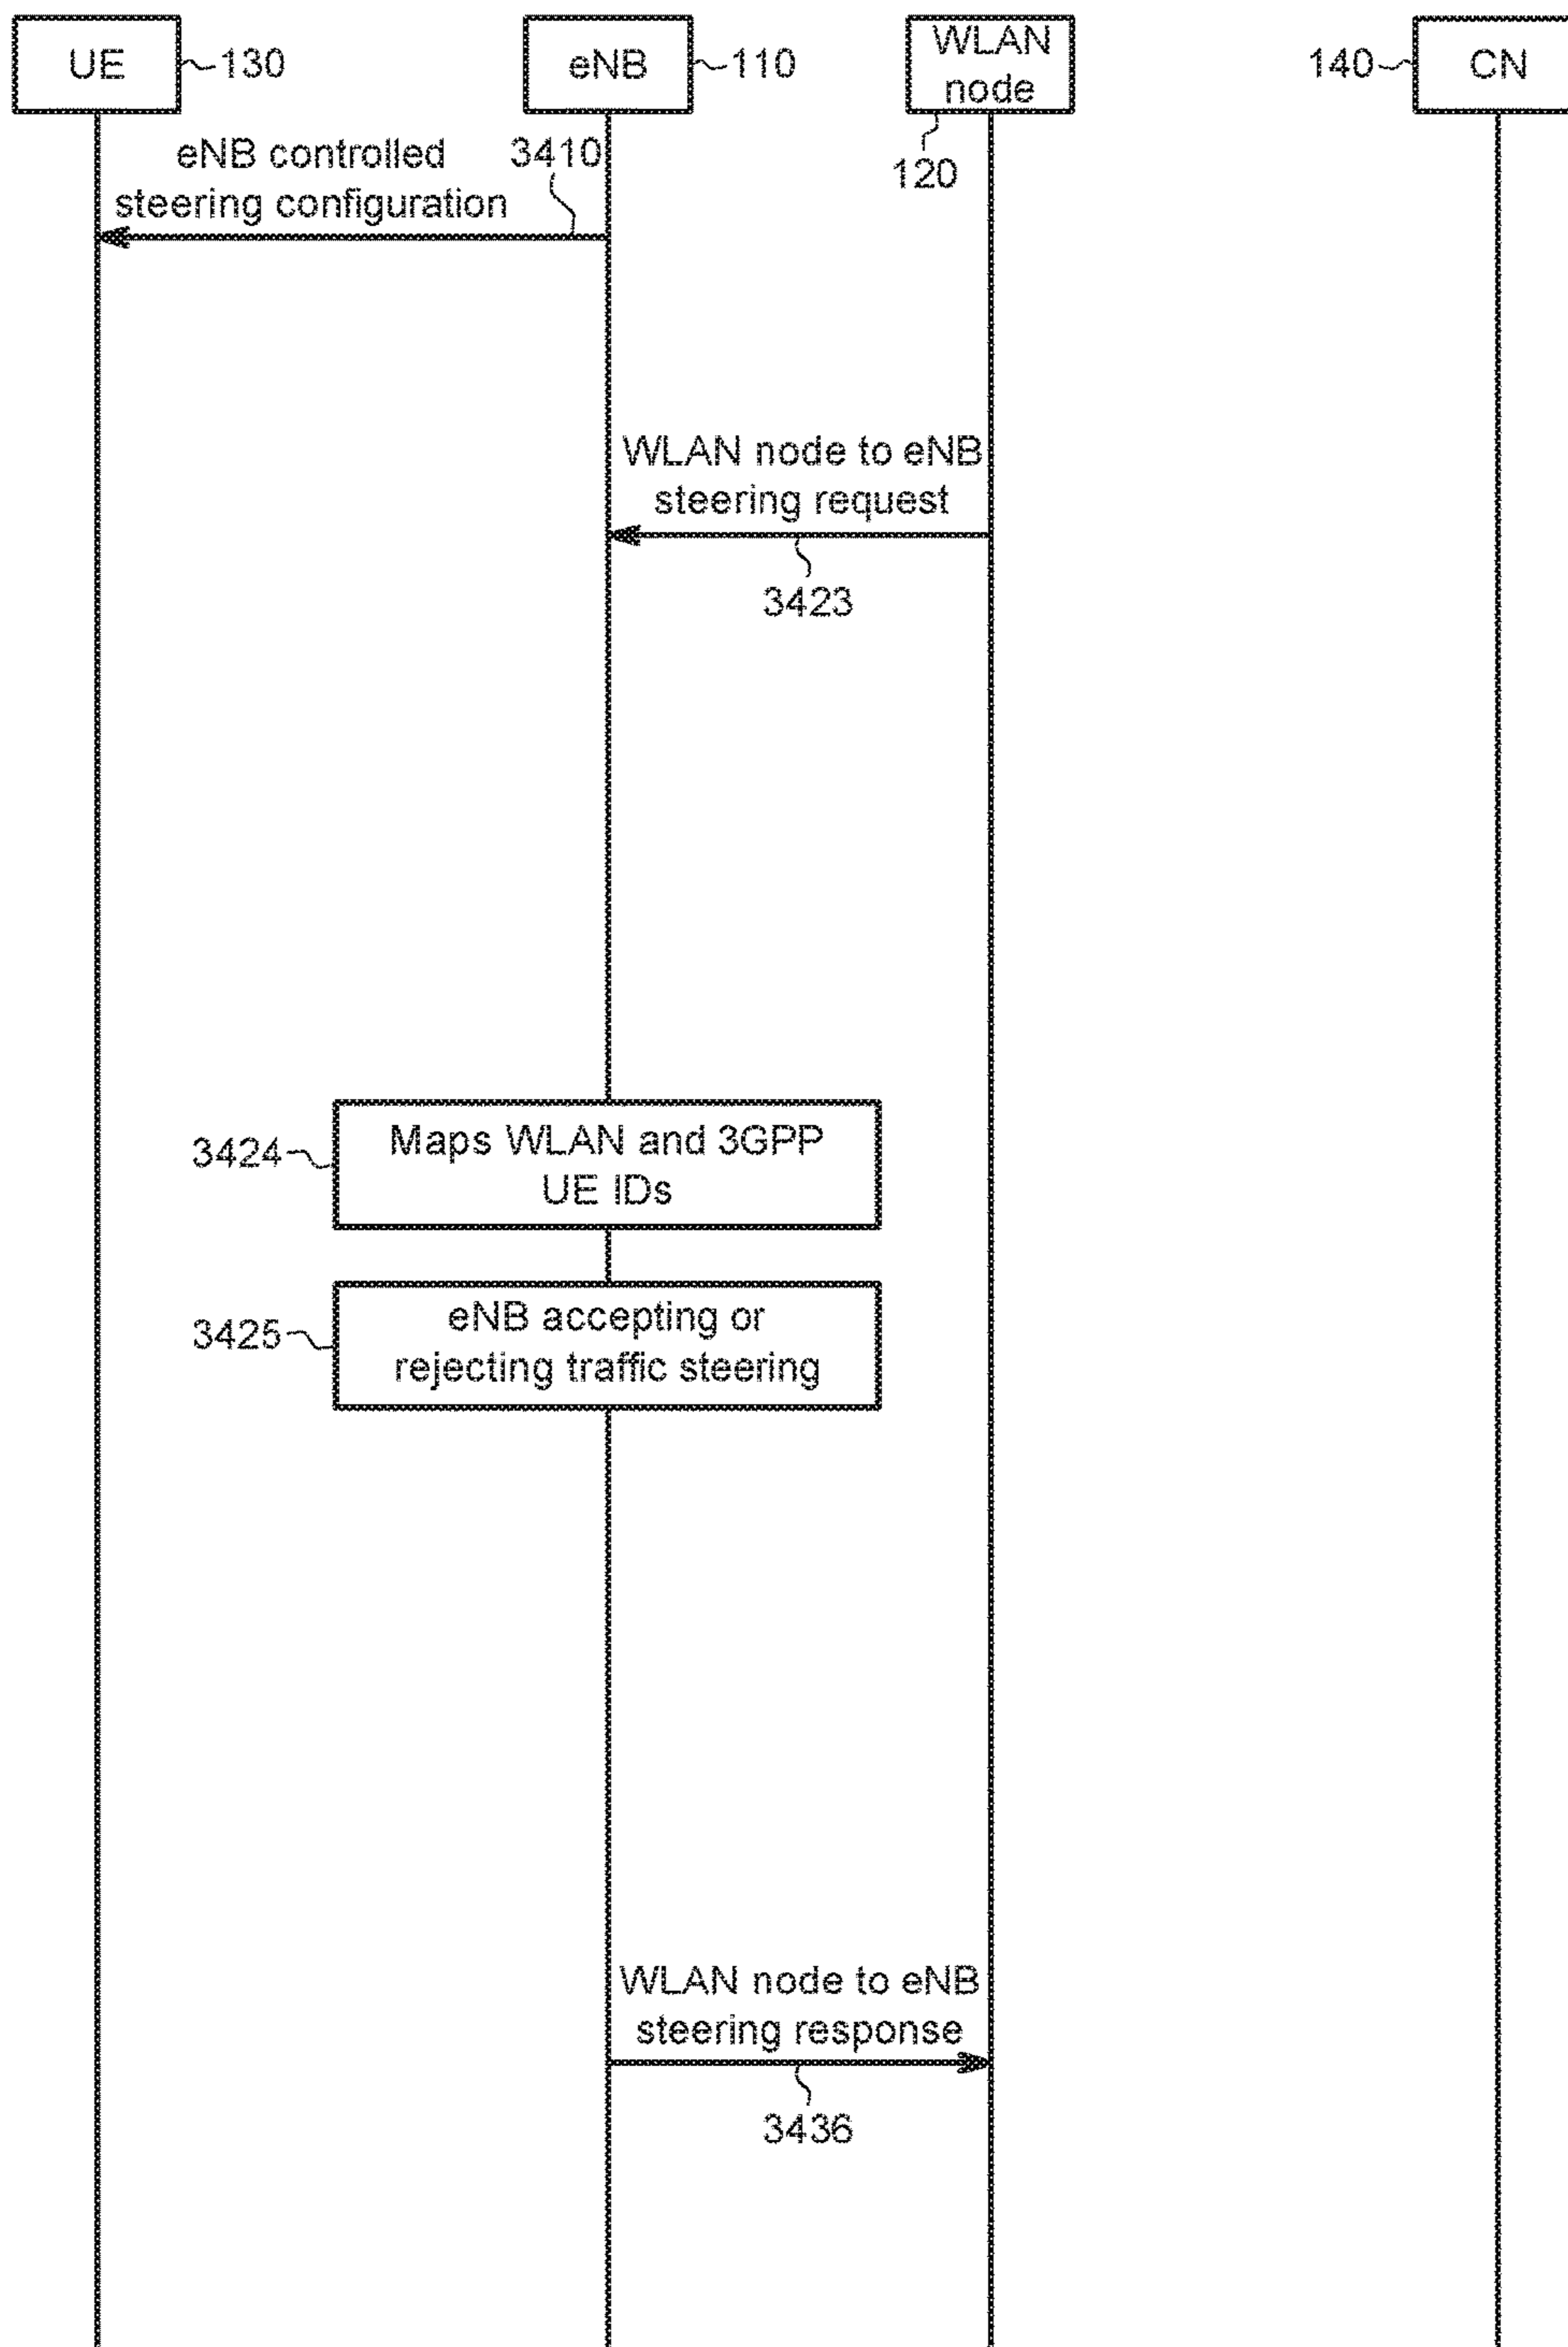 UE
130
eNB
110
WLAN
node
120
140
CN
eNB controlled
steering configuration
3410
WLAN node to eNB
steering request
3423
3424
Maps WLAN and 3GPP
UE IDs
3425
eNB accepting or
rejecting traffic steering
WLAN node to eNB
steering response
3436